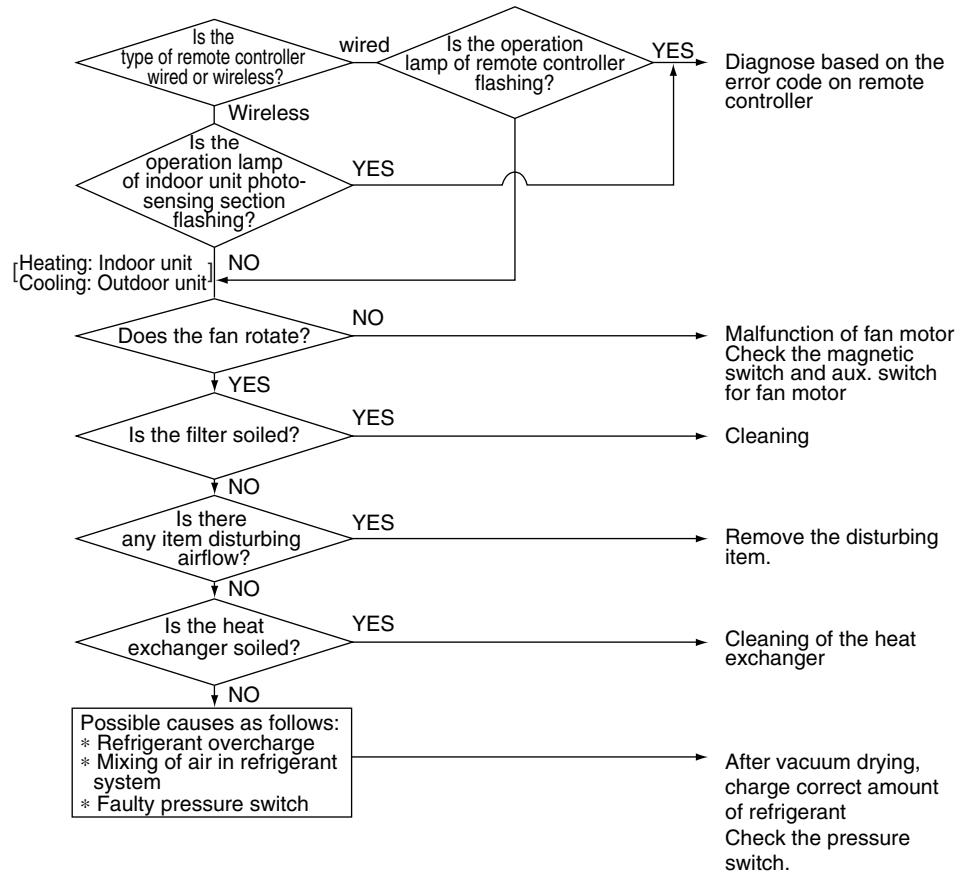 Is the
type of remote controller
wired or wireless?
wired
Is the operation
lamp of remote controller
flashing?
YES
Diagnose based on the
error code on remote
controller
Wireless
Is the
operation lamp
of indoor unit photo-
sensing section
flashing?
YES
[Heating: Indoor unit
Cooling: Outdoor unit]
NO
Does the fan rotate?
NO
Malfunction of fan motor
Check the magnetic
switch and aux. switch
for fan motor
YES
Is the filter soiled?
YES
Cleaning
NO
Is there
any item disturbing
airflow?
YES
Remove the disturbing
item.
NO
Is the heat
exchanger soiled?
YES
Cleaning of the heat
exchanger
NO
Possible causes as follows:
* Refrigerant overcharge
* Mixing of air in refrigerant
system
* Faulty pressure switch
After vacuum drying,
charge correct amount
of refrigerant
Check the pressure
switch.